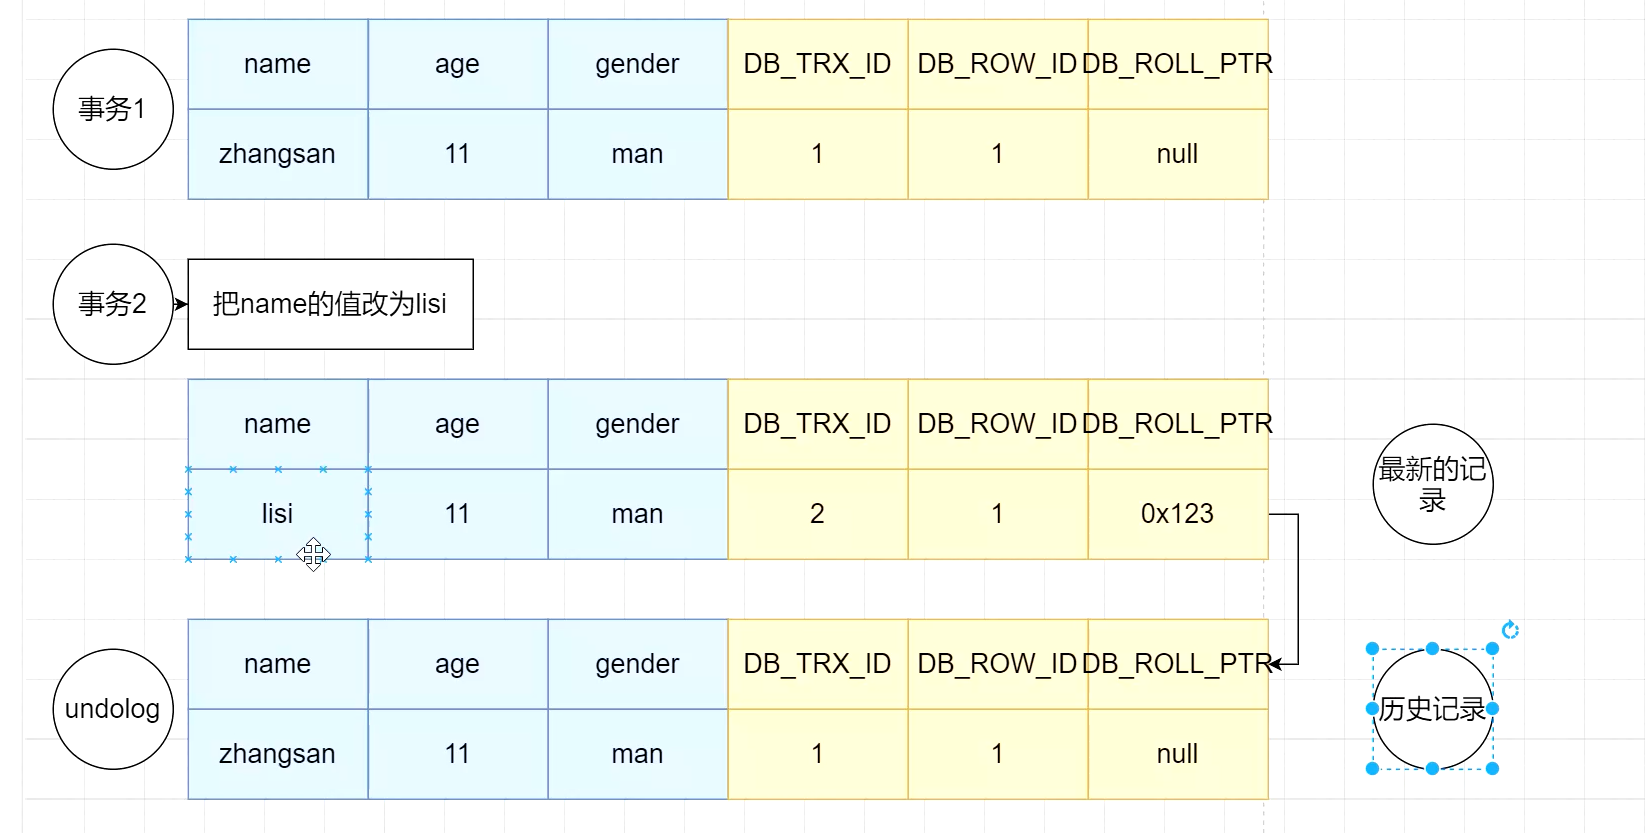 事务1
name age gender DB_TRX_ID DB_ROW_ID DB_ROLL_PTR
zhangsan 11 man 1 1 null
事务2
把name的值改为lisi
name age gender DB_TRX_ID DB_ROW_ID DB_ROLL_PTR
lisi 11 man 2 1 0x123
最新的记
录
undolog
name age gender DB_TRX_ID DB_ROW_ID DB_ROLL_PTR
zhangsan 11 man 1 1 null
历史记录